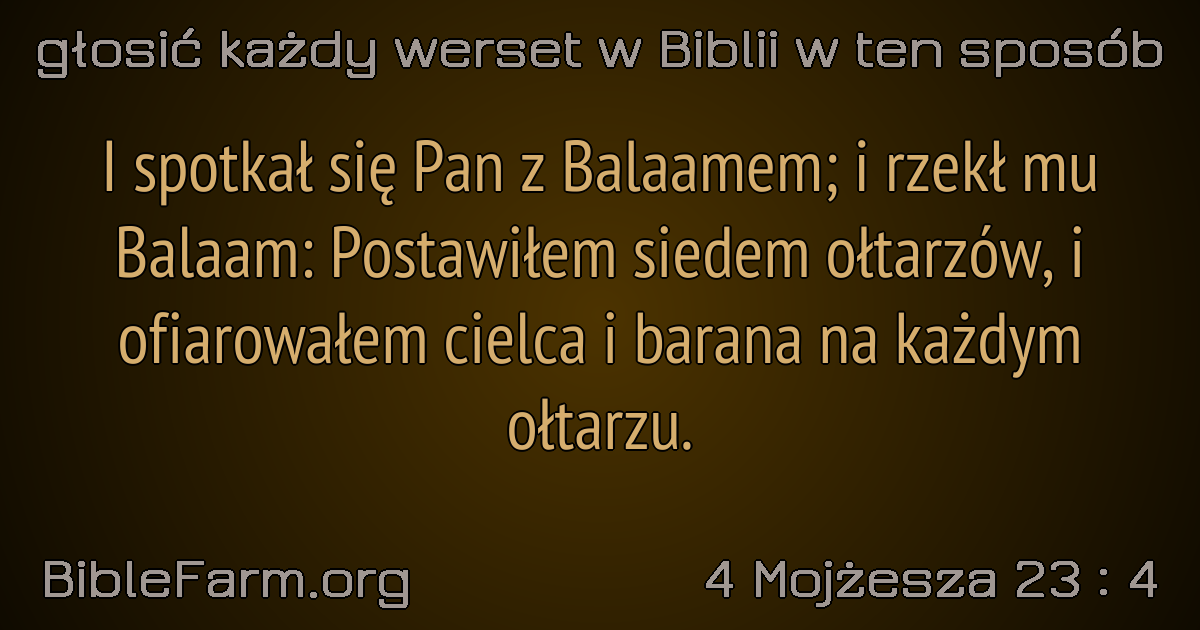 głosić każdy werset w Biblii w ten sposób
I spotkał się Pan z Balaamem; i rzekł mu
Balaam: Postawiłem siedem ołtarzów, i
ofiarowałem cielca i barana na każdym
ołtarzu.
BibleFarm.org
4 Mojżesza 23 : 4